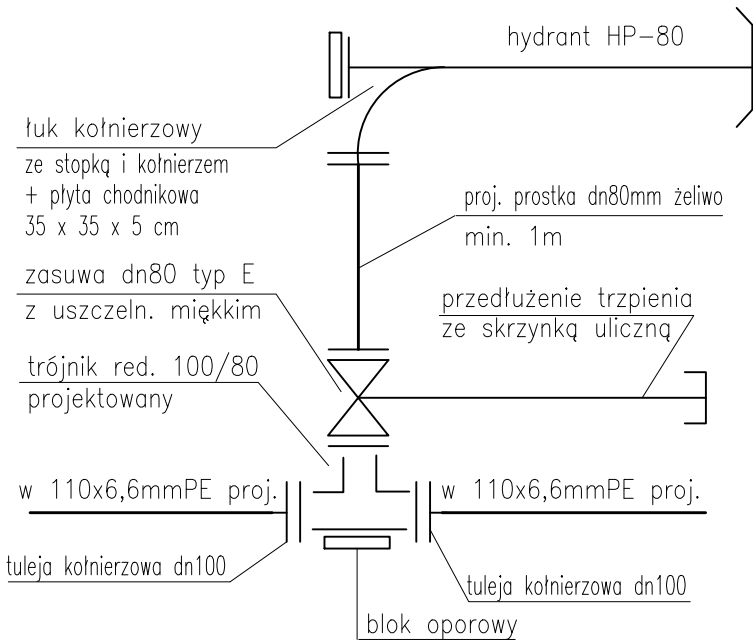 hydrant HP-80
łuk kołnierzowy
ze stopką i kołnierzem
+ płyta chodnikowa
35 x 35 x 5 cm
proj. prostka dn80mm żeliwo
min. 1m
zasuwa dn80 typ E
z uszczeln. miękkim
przedłużenie trzpienia
ze skrzynką uliczną
trójnik red. 100/80
projektowany
w 110x6,6mmPE proj.
w 110x6,6mmPE proj.
tuleja kołnierzowa dn100
tuleja kołnierzowa dn100
blok oporowy